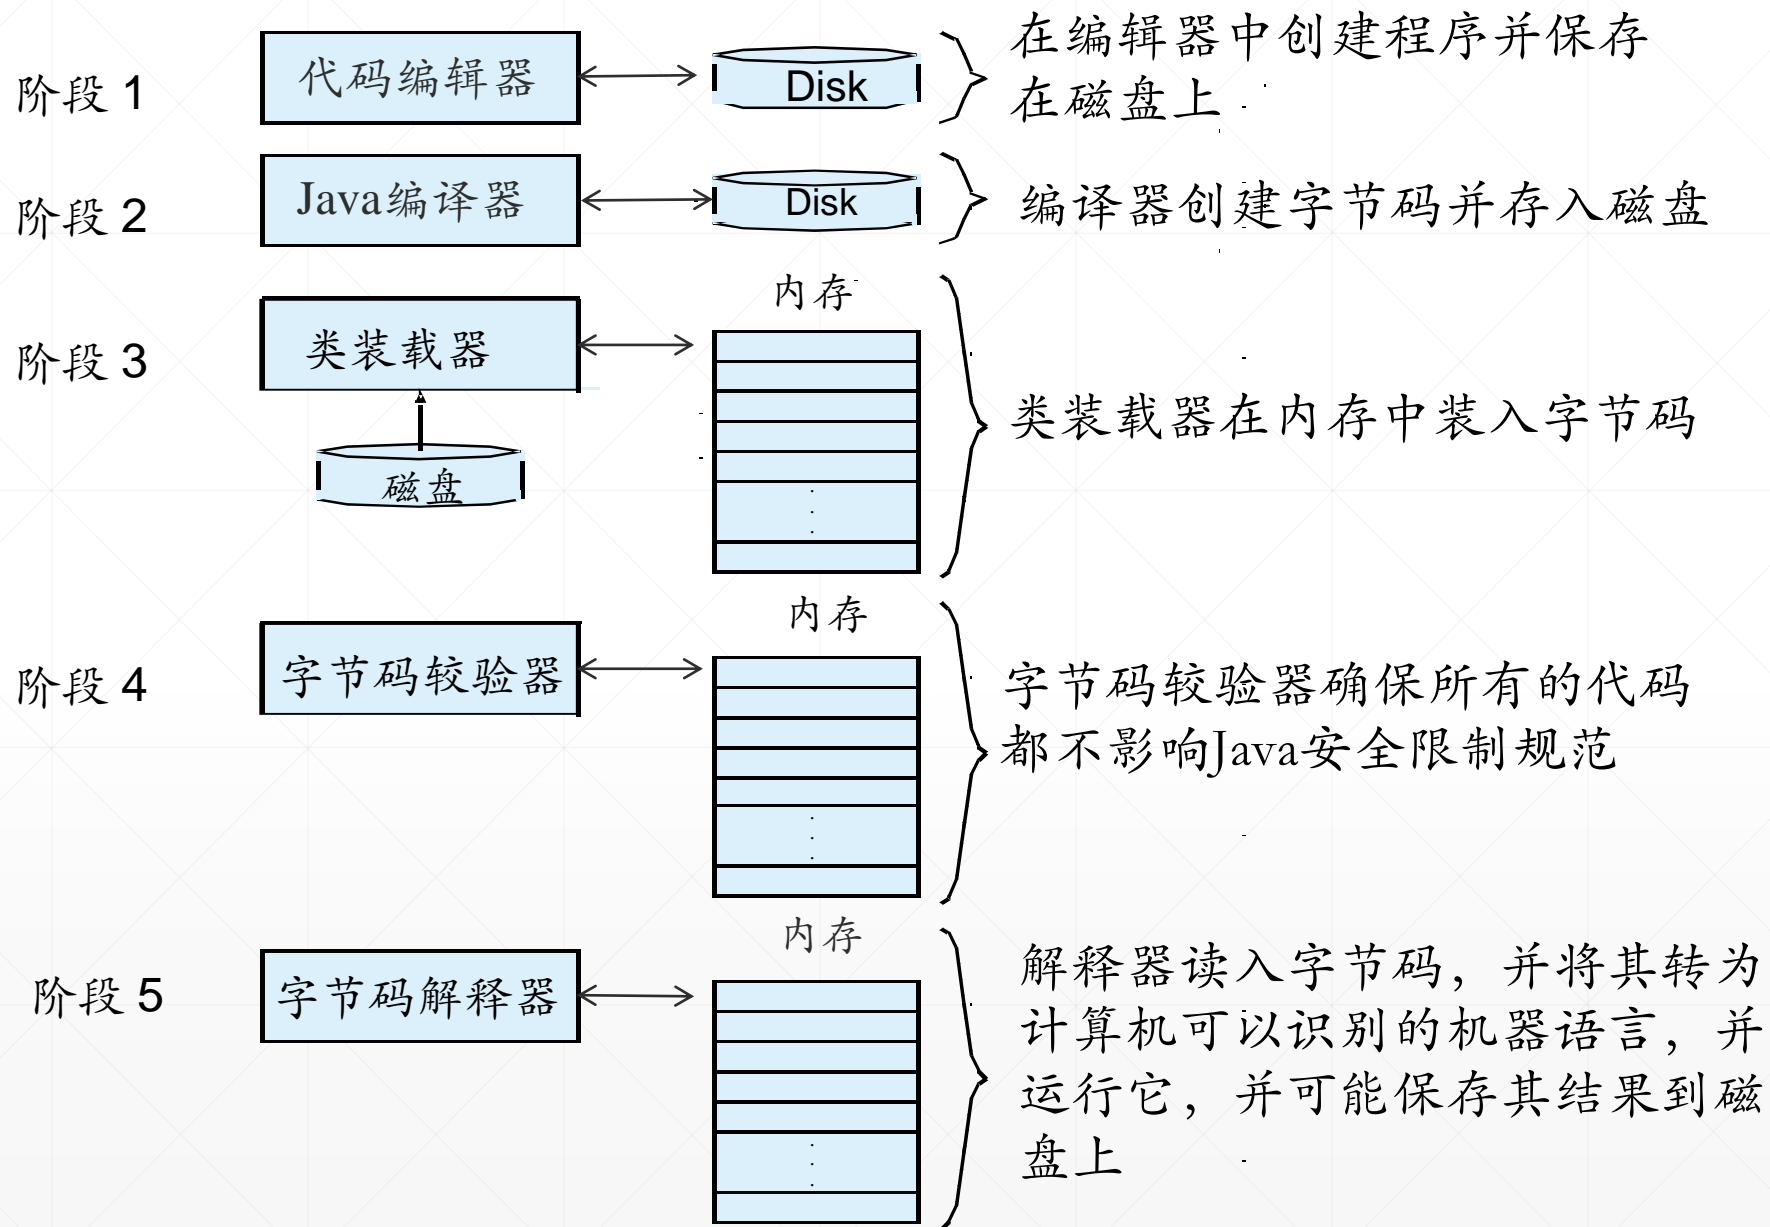 阶段 1
代码编辑器
Disk
在编辑器中创建程序并保存
在磁盘上
阶段 2
Java编译器
Disk
编译器创建字节码并存入磁盘
阶段 3
类装载器
磁盘
内存
类装载器在内存中装入字节码
阶段 4
字节码较验器
内存
字节码较验器确保所有的代码
都不影响Java安全限制规范
阶段 5
字节码解释器
内存
解释器读入字节码，并将其转为
计算机可以识别的机器语言，并
运行它，并可能保存其结果到磁
盘上